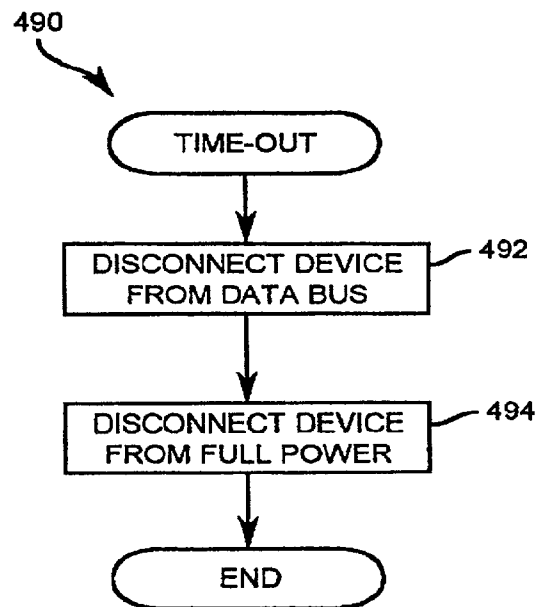 490
TIME-OUT
DISCONNECT DEVICE
FROM DATA BUS
492
DISCONNECT DEVICE
FROM FULL POWER
494
END